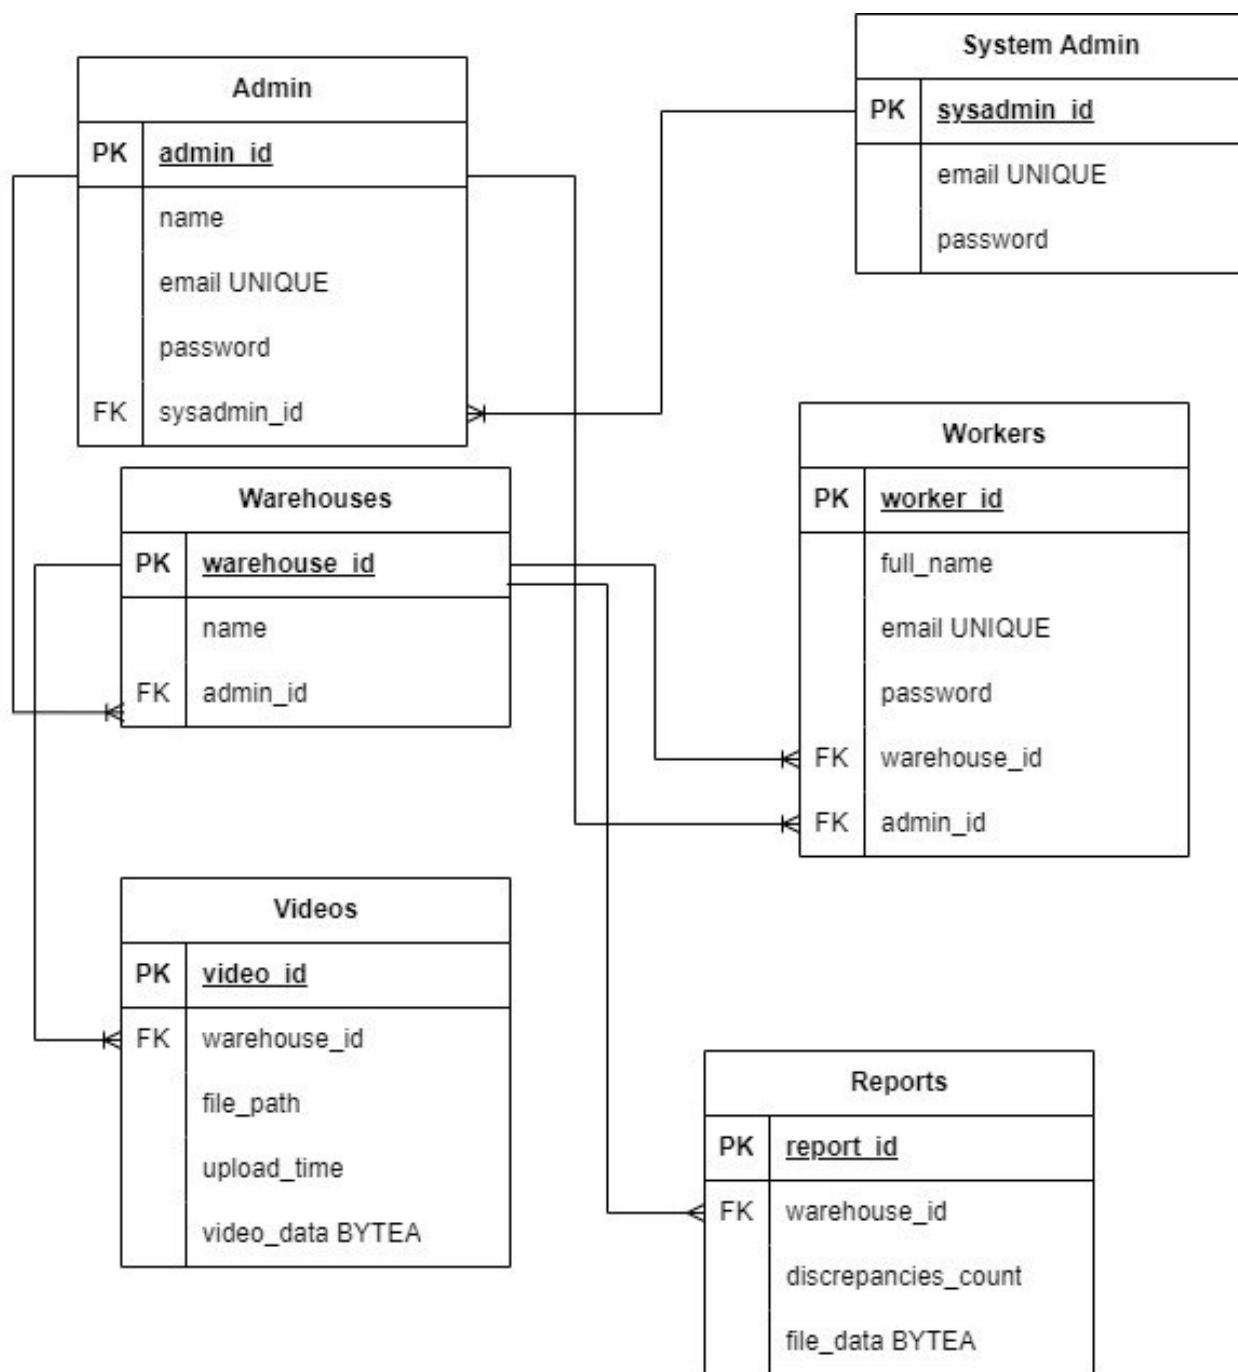 System Admin
PK sysadmin_id
email UNIQUE
password
Admin
PK admin_id
name
email UNIQUE
password
FK sysadmin_id
Warehouses
PK warehouse_id
name
FK admin_id
Workers
PK worker_id
full_name
email UNIQUE
password
FK warehouse_id
FK admin_id
Videos
PK video_id
FK warehouse_id
file_path
upload_time
video_data BYTEA
Reports
PK report_id
FK warehouse_id
discrepancies_count
file_data BYTEA